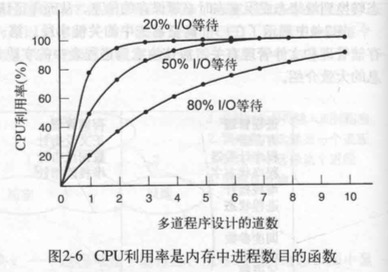 20% I/O等待
50% I/O等待
80% I/O等待
CPU利用率(%)
100
80
60
40
20
0 1 2 3 4 5 6 7 8 9 10
多道程序设计的道数
图2-6 CPU利用率是内存中进程数目的函数